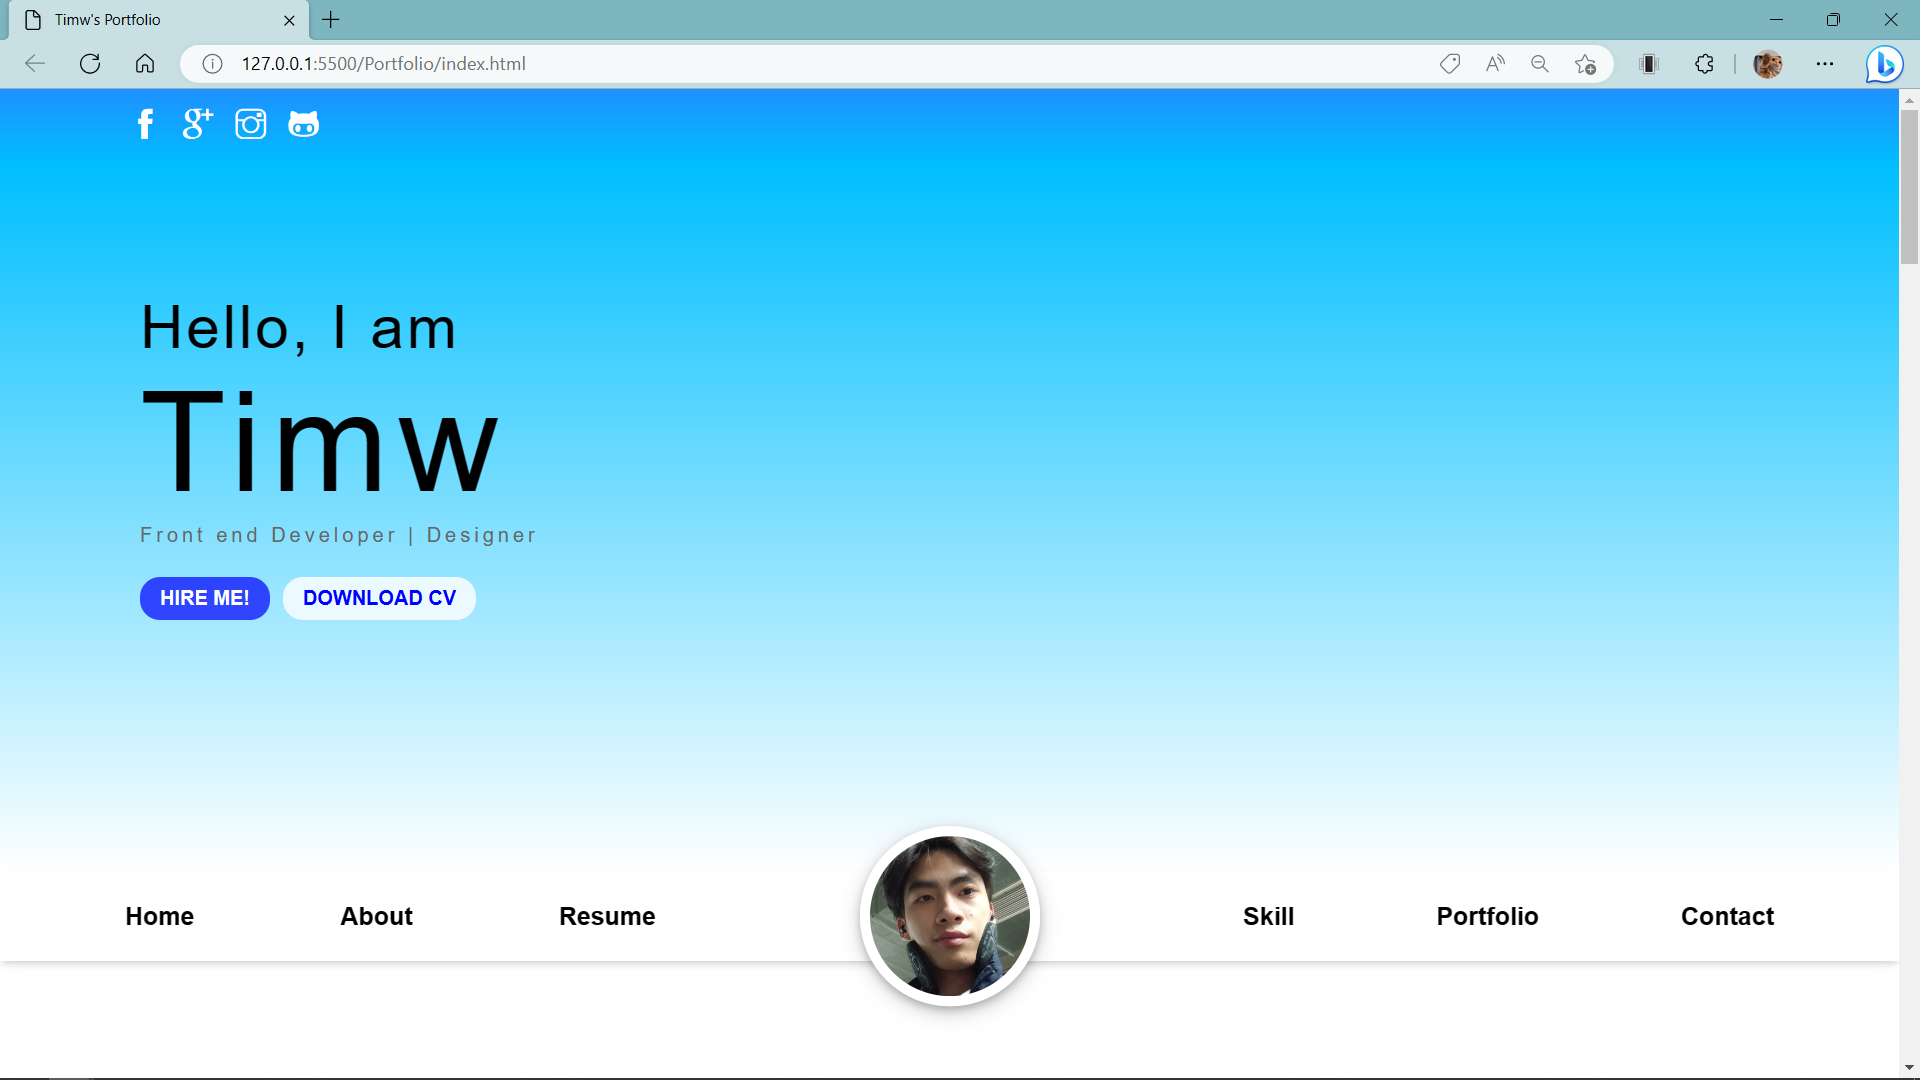 Timw's Portfolio
127.0.0.1:5500/Portfolio/index.html
Hello, I am
Timw
Front end Developer | Designer
HIRE ME! DOWNLOAD CV
Home About Resume Skill Portfolio Contact